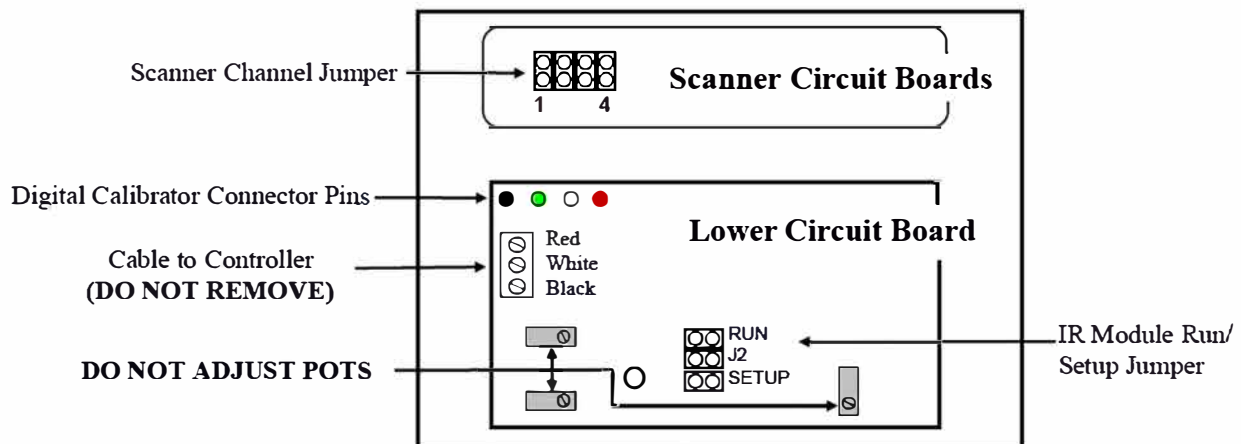 Scanner Channel Jumper
Scanner Circuit Boards
1 4
Digital Calibrator Connector Pins
Lower Circuit Board
Cable to Controller
(DO NOT REMOVE)
Red
White
Black
DO NOT ADJUST POTS
RUN
J2
SETUP
IR Module Run/
Setup Jumper